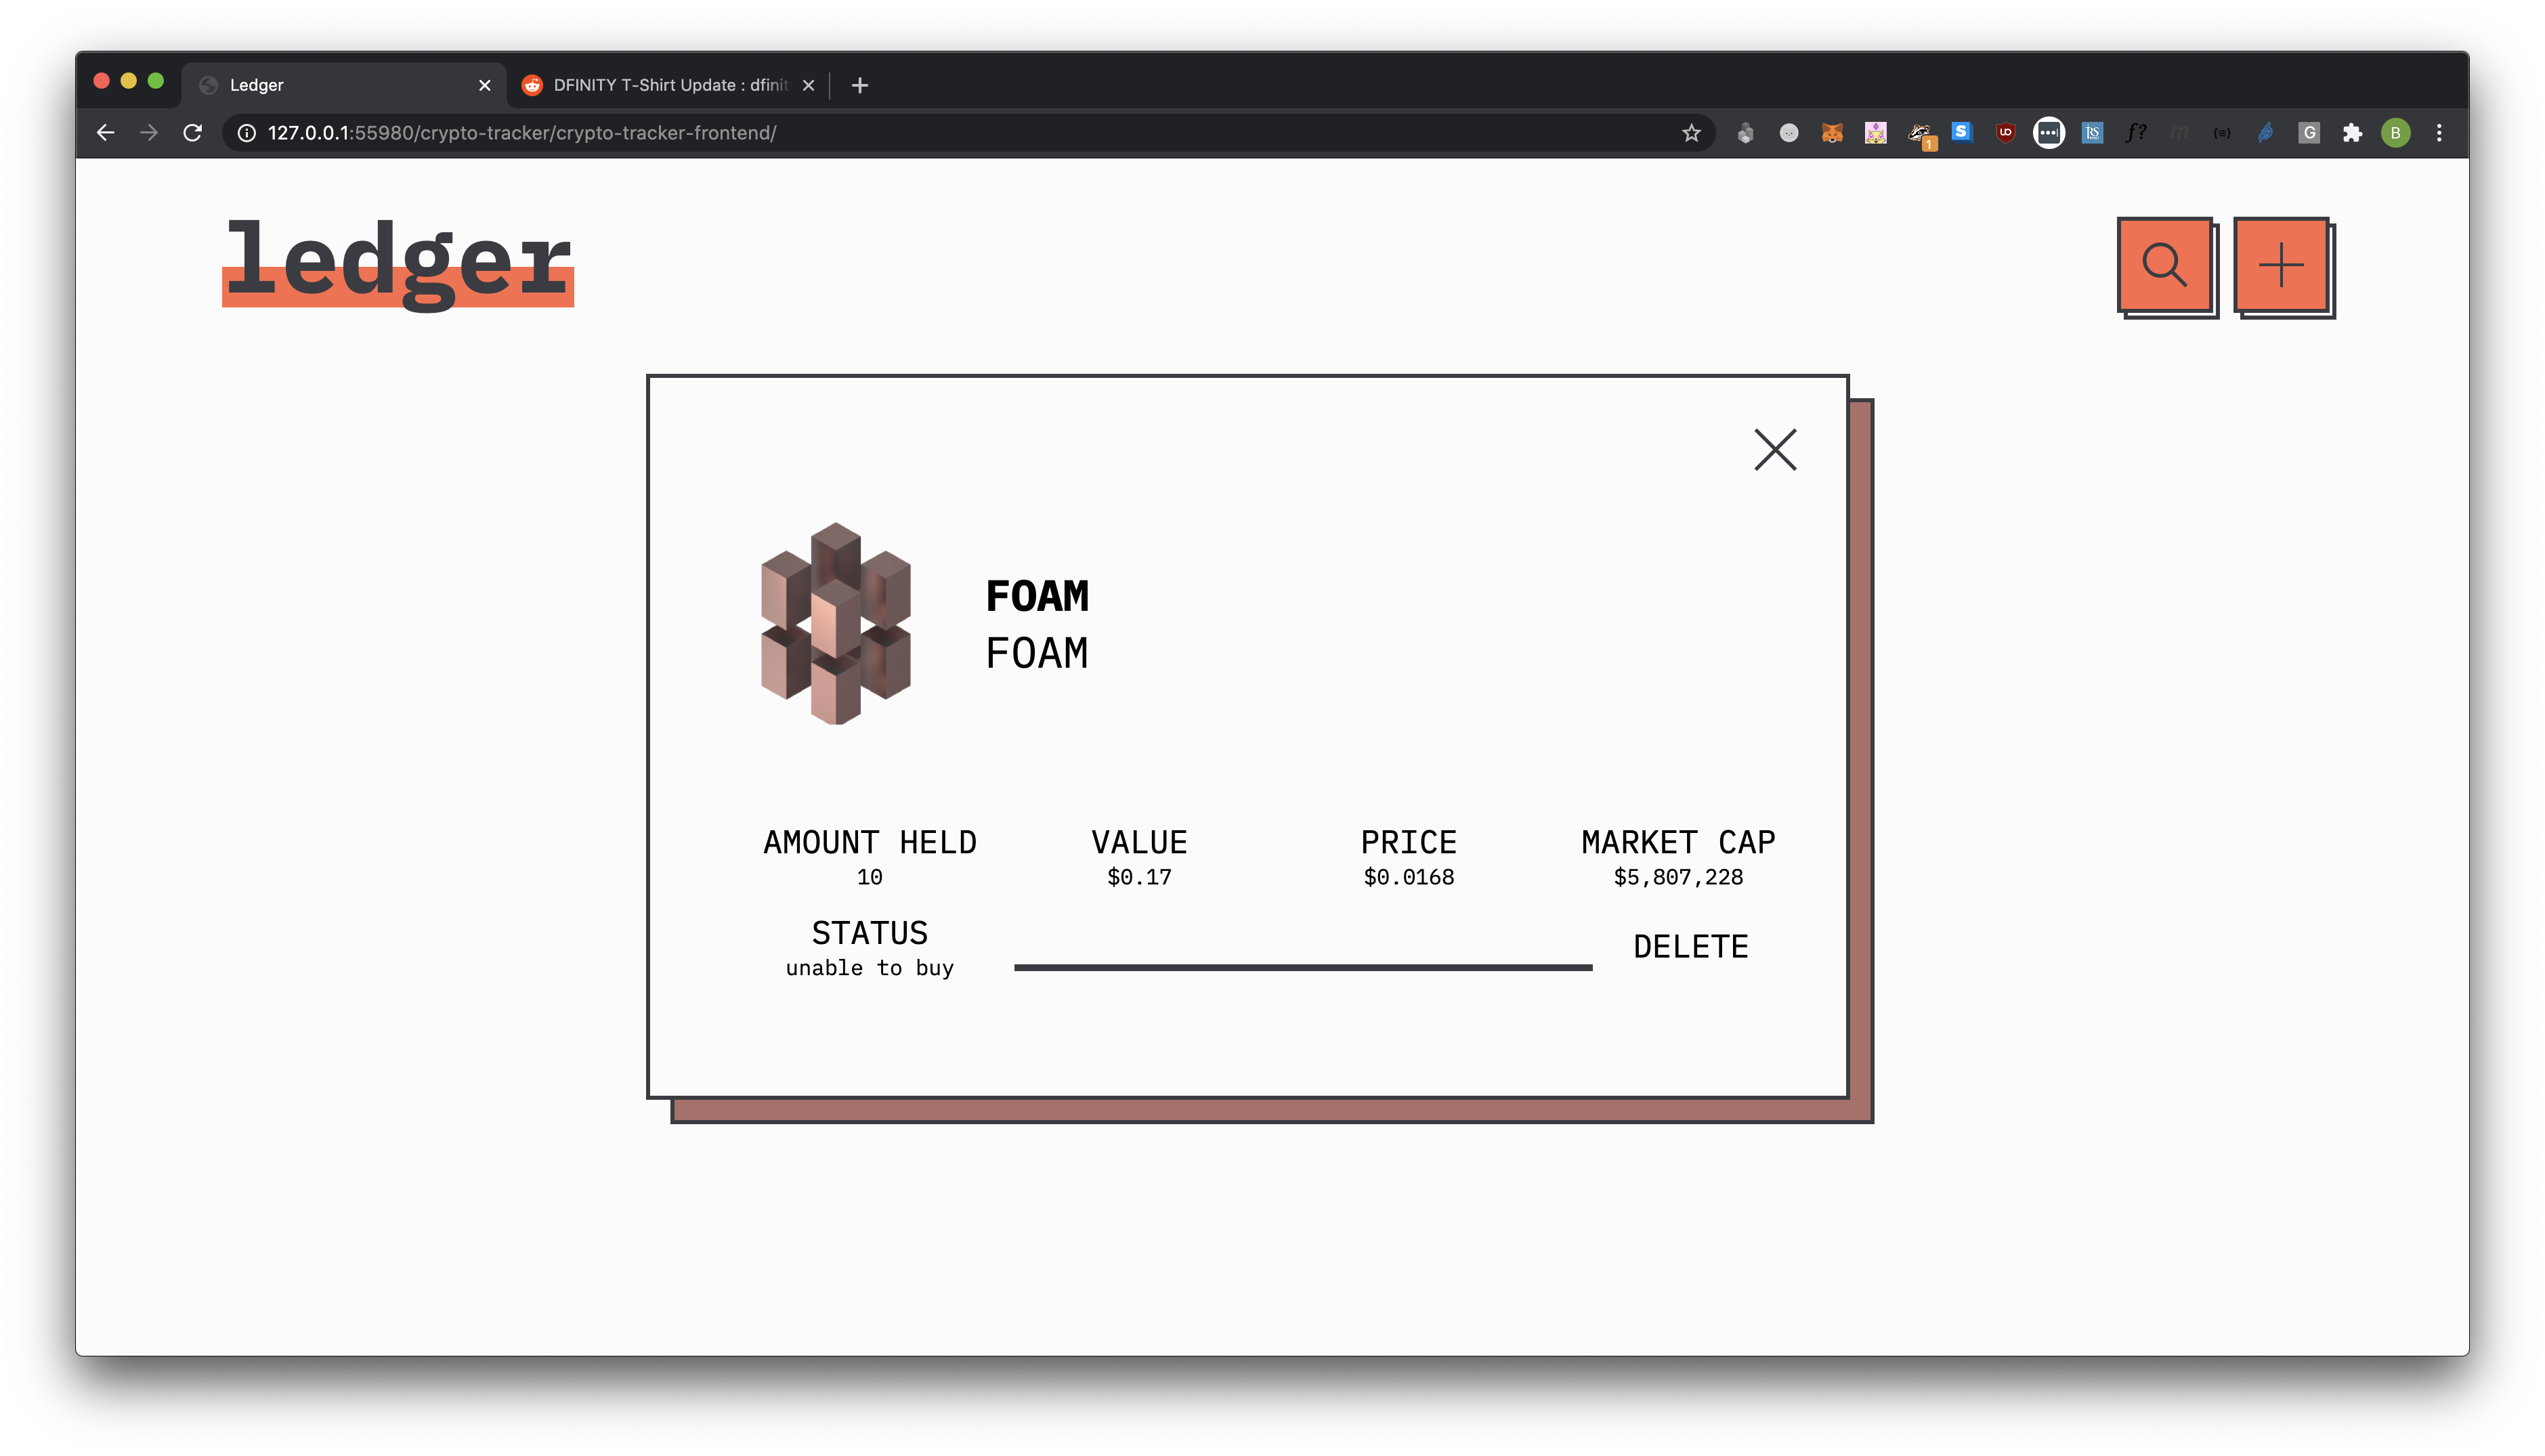 Ledger
DFINITY T-Shirt Update : dfinit
127.0.0.1:55980/crypto-tracker/crypto-tracker-frontend/
1
B
ledger
FOAM
FOAM
AMOUNT HELD VALUE PRICE MARKET CAP
10 $0.17 $0.0168 $5,807,228
STATUS
unable to buy
DELETE